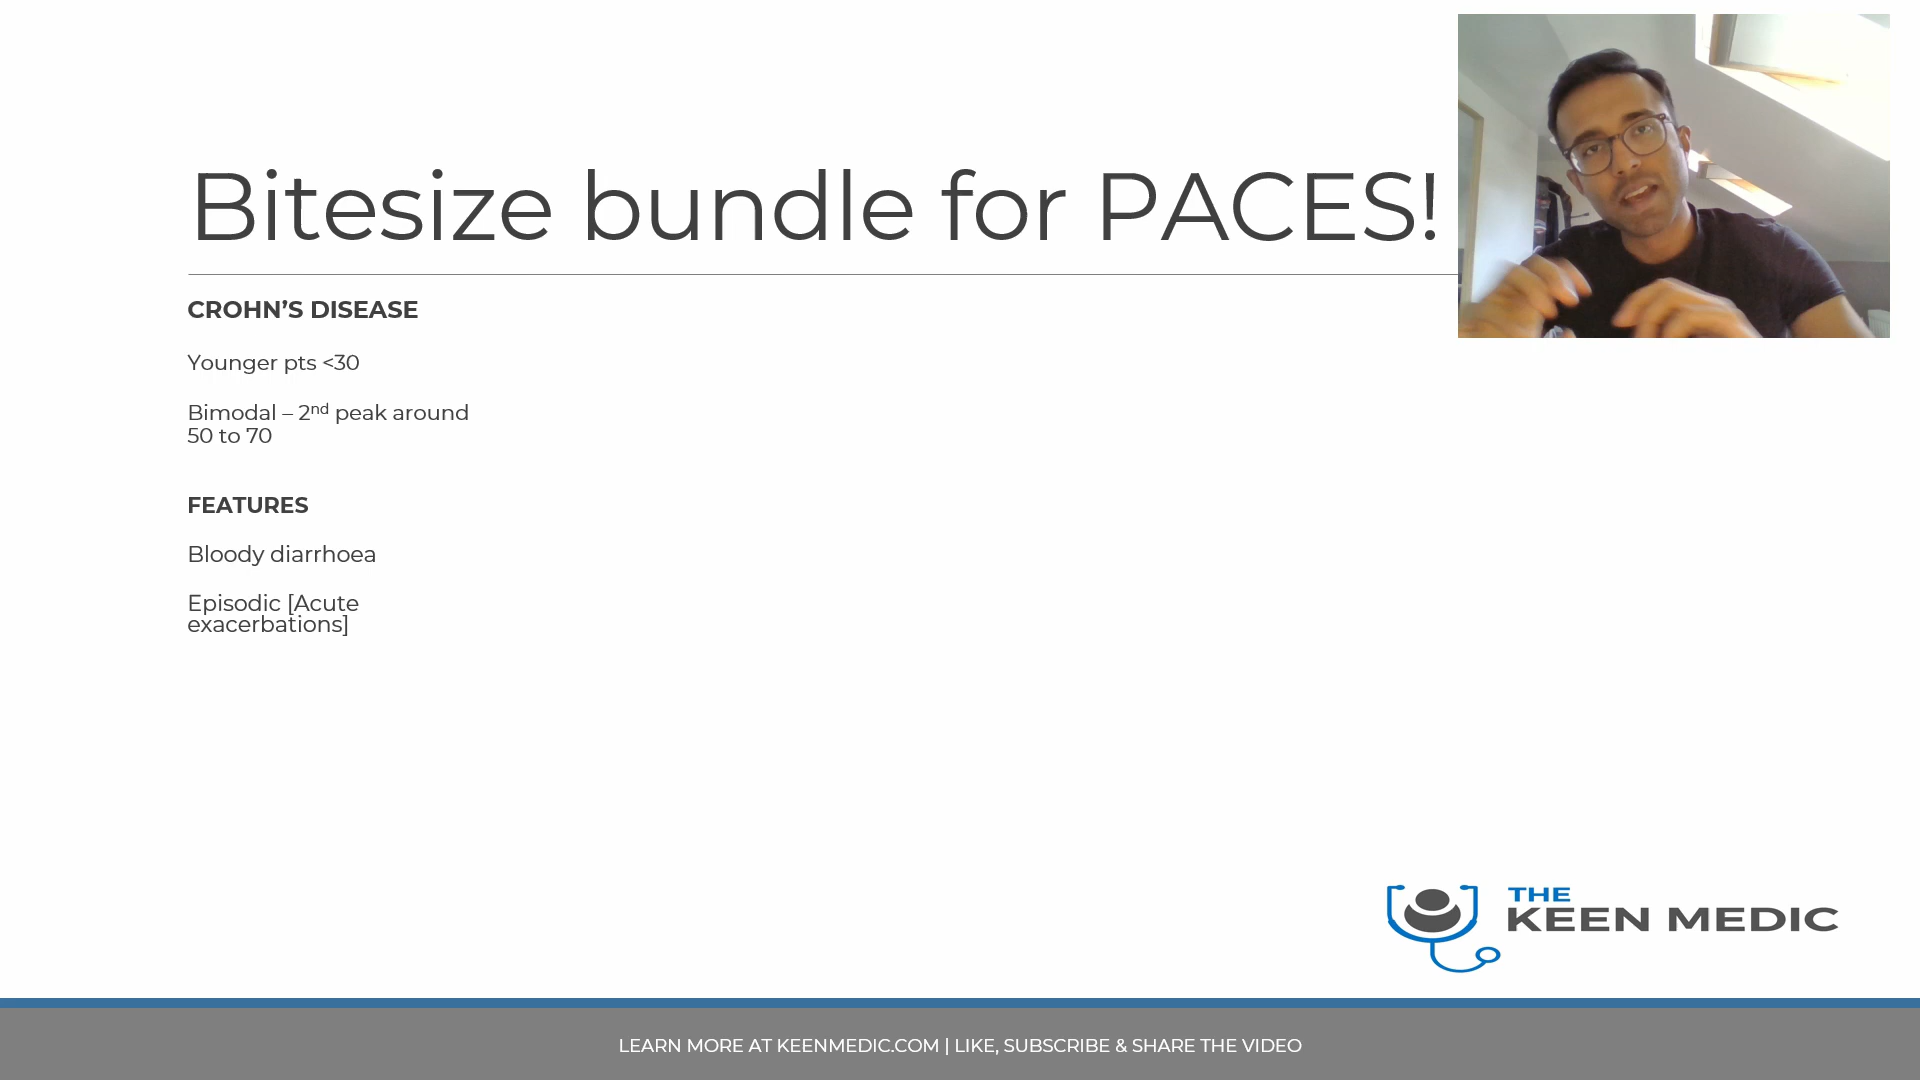 Bitesize bundle for PACES!
CROHN’S DISEASE
Younger pts <30
Bimodal – 2nd peak around
50 to 70
FEATURES
Bloody diarrhoea
Episodic [Acute
exacerbations]
THE
KEEN MEDIC
LEARN MORE AT KEENMEDIC.COM | LIKE, SUBSCRIBE & SHARE THE VIDEO